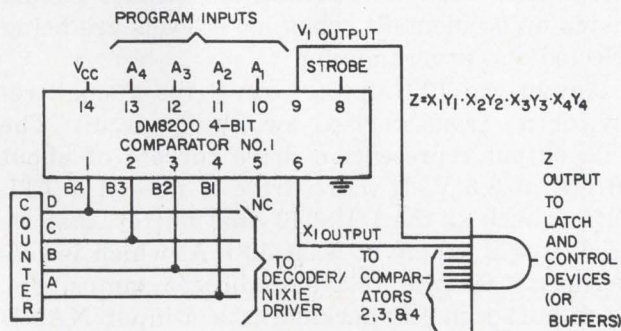 PROGRAM INPUTS
V1 OUTPUT
VCC A4 A3 A2 A1 STROBE
14 13 12 11 10 9 8
DM8200 4-BIT
COMPARATOR NO.1
1 2 3 4 5 6 7
B4 B3 B2 B1 NC
Z=X1Y1·X2Y2·X3Y3·X4Y4
COUNTER
D
C
B
A
TO
DECODER/
NIXIE
DRIVER
X1 OUTPUT
TO
COMPAR-
ATORS
2,3,&4
Z
OUTPUT
TO
LATCH
AND
CONTROL
DEVICES
(OR
BUFFERS)